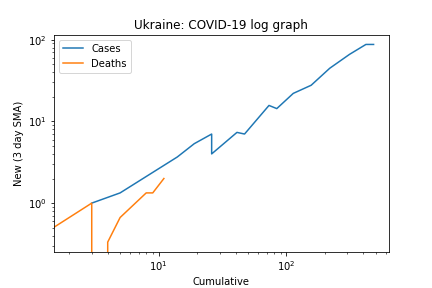 Ukraine: COVID-19 log graph
Cases
Deaths
10²
10¹
10⁰
New (3 day SMA)
10¹
10²
Cumulative